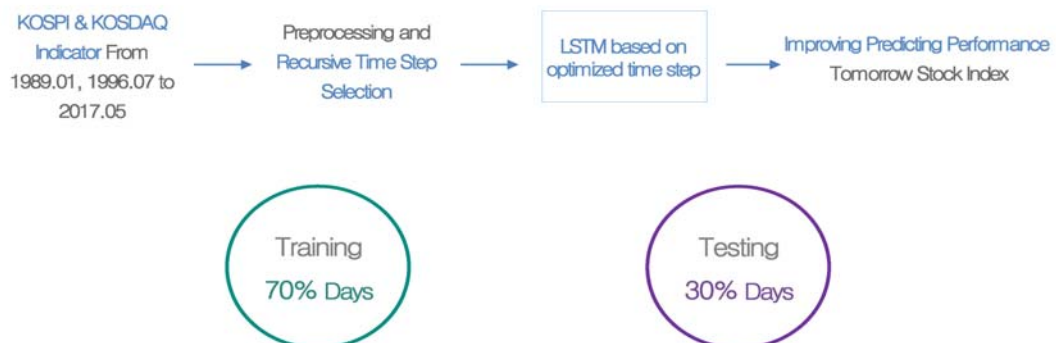 KOSPI & KOSDAQ
Indicator From
1989.01, 1996.07 to
2017.05
Preprocessing and
Recursive Time Step
Selection
LSTM based on
optimized time step
Improving Predicting Performance
Tomorrow Stock Index
Training
70% Days
Testing
30% Days